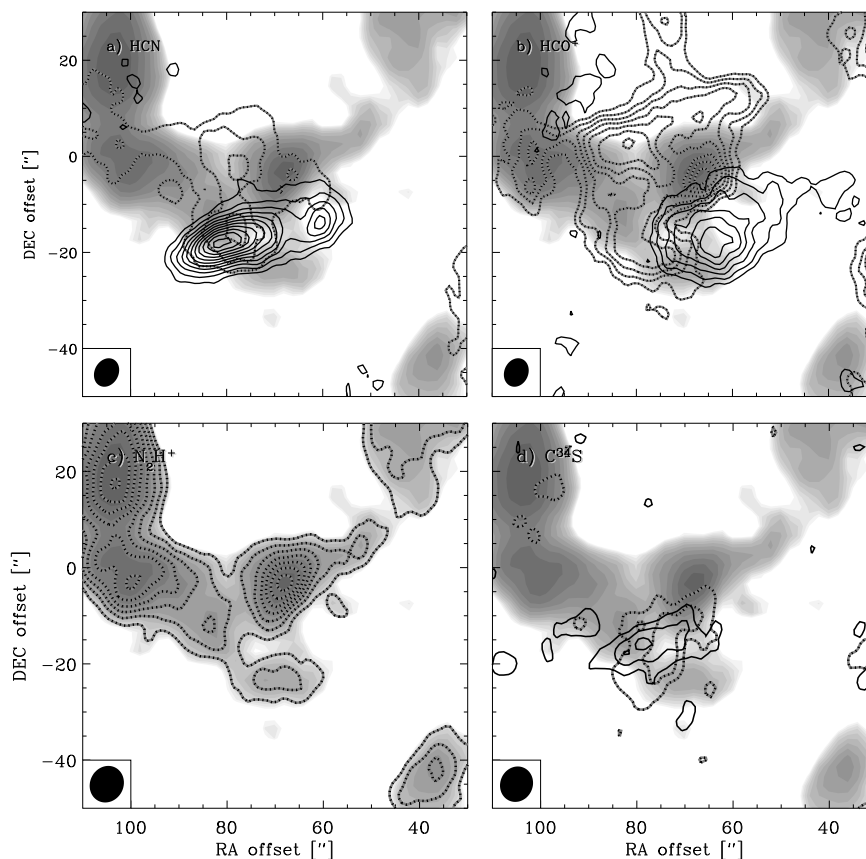 a) HCN
b) HCO⁺
20
0
−20
−40
DEC offset ["]
c) N₂H⁺
d) C³⁴S
20
0
−20
−40
DEC offset ["]
100 80 60 40
100 80 60 40
RA offset ["]
RA offset ["]